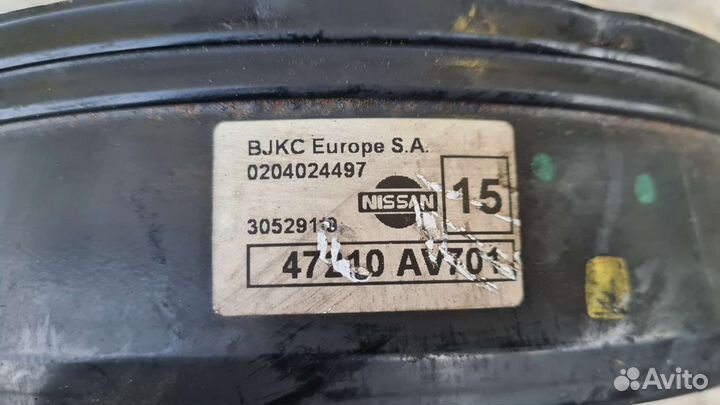 BJKC Europe S.A.
0204024497
NISSAN
15
47210 AV701
Avito